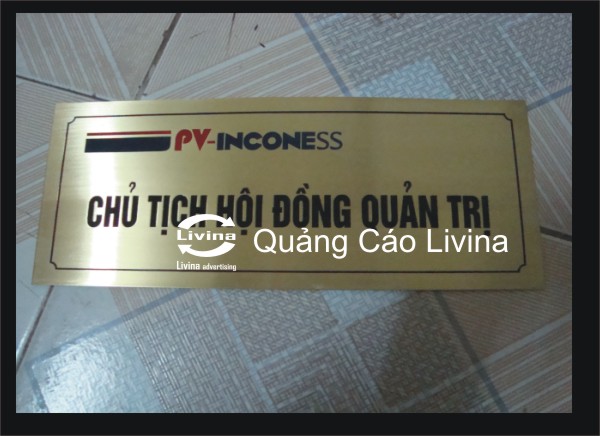 PV-INCONESS
CHỦ TỊCH HỘI ĐỒNG QUẢN TRỊ
Livina
Quảng Cáo Livina
Livina advertising